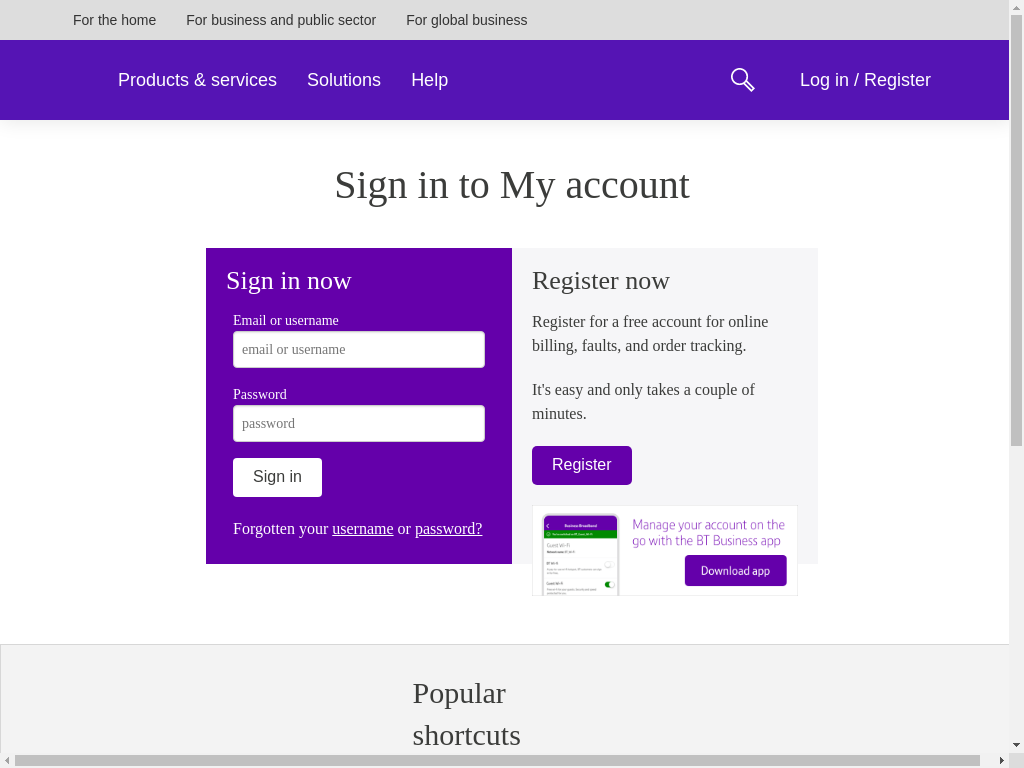 For the home For business and public sector For global business
Products & services Solutions Help Log in / Register
Sign in to My account
Sign in now
Email or username
email or username
Password
password
Sign in
Forgotten your username or password?
Register now
Register for a free account for online
billing, faults, and order tracking.
It's easy and only takes a couple of
minutes.
Register
Business Broadband
Guest Wi-Fi
BT Wi-Fi
Guest Wi-Fi
Manage your account on the
go with the BT Business app
Download app
Popular
shortcuts